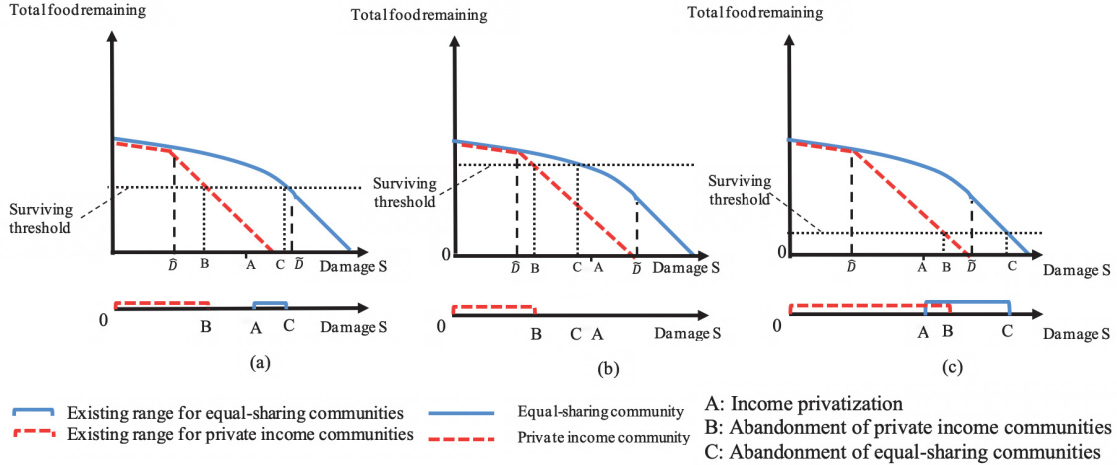 Total food remaining
Total food remaining
Total food remaining
Surviving
threshold
Surviving
threshold
Surviving
threshold
D̂ B A C D̃ Damage S
0 D̂ B C A D̃ Damage S
0 D̂ A B D̃ C Damage S
0 B A C Damage S
0 B C A Damage S
0 A B C Damage S
(a)
(b)
(c)
Existing range for equal-sharing communities
Existing range for private income communities
Equal-sharing community
Private income community
A: Income privatization
B: Abandonment of private income communities
C: Abandonment of equal-sharing communities